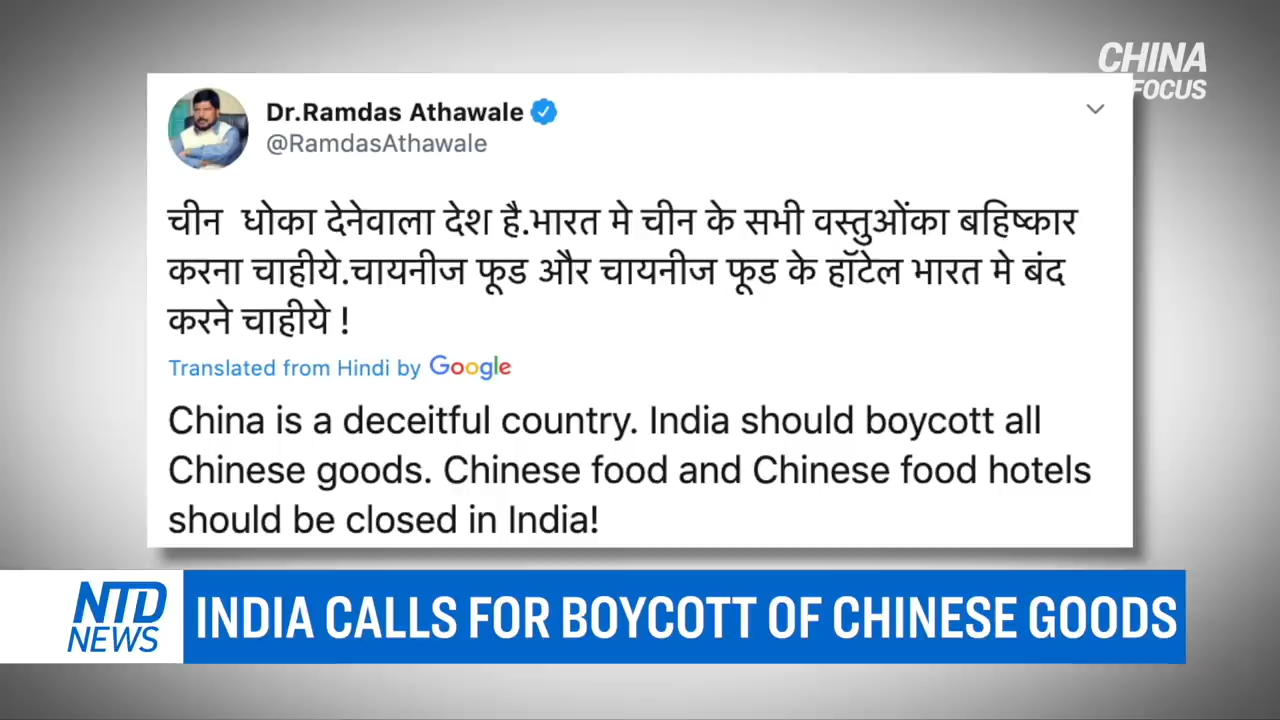 CHINA
FOCUS
Dr.Ramdas Athawale
@RamdasAthawale
चीन धोका देनेवाला देश है.भारत मे चीन के सभी वस्तुओंका बहिष्कार
करना चाहीये.चायनीज फूड और चायनीज फूड के हॉटेल भारत मे बंद
करने चाहीये !
Translated from Hindi by Google
China is a deceitful country. India should boycott all
Chinese goods. Chinese food and Chinese food hotels
should be closed in India!
NTD
NEWS
INDIA CALLS FOR BOYCOTT OF CHINESE GOODS